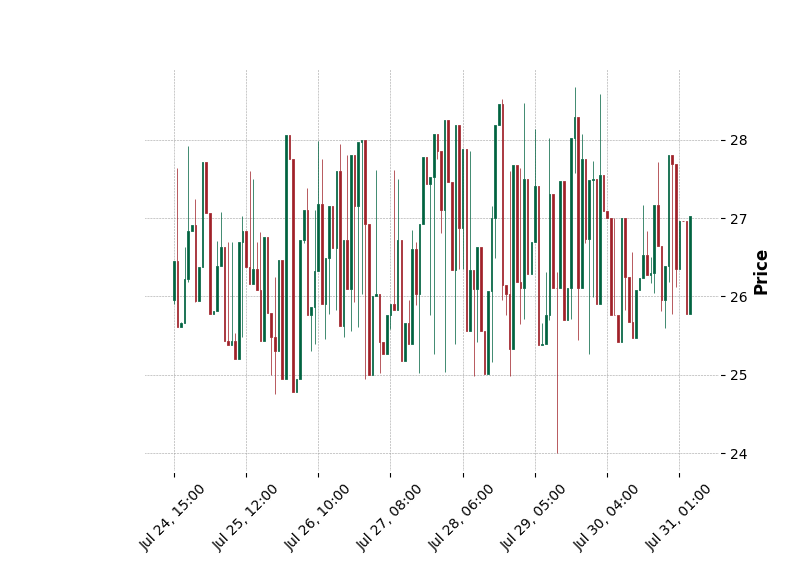 28
27
26
25
24
Price
Jul 24, 15:00
Jul 25, 12:00
Jul 26, 10:00
Jul 27, 08:00
Jul 28, 06:00
Jul 29, 05:00
Jul 30, 04:00
Jul 31, 01:00